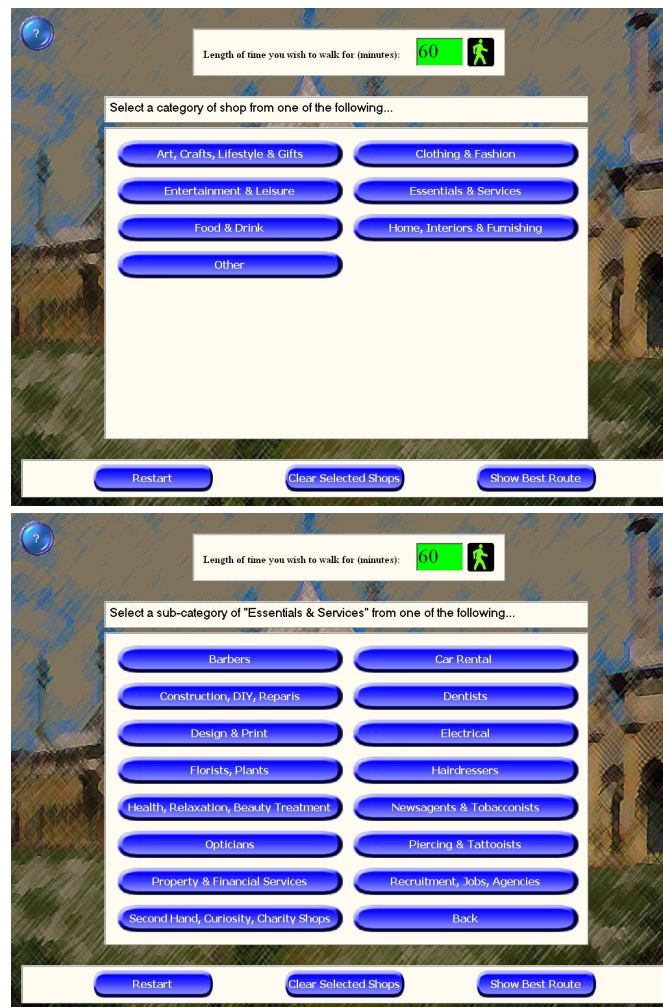 ?
Length of time you wish to walk for (minutes): 60
Select a category of shop from one of the following...
Art, Crafts, Lifestyle & Gifts
Clothing & Fashion
Entertainment & Leisure
Essentials & Services
Food & Drink
Home, Interiors & Furnishing
Other
Restart
Clear Selected Shops
Show Best Route
?
Length of time you wish to walk for (minutes): 60
Select a sub-category of "Essentials & Services" from one of the following...
Barbers
Car Rental
Construction, DIY, Reparis
Dentists
Design & Print
Electrical
Florists, Plants
Hairdressers
Health, Relaxation, Beauty Treatment
Newsagents & Tobacconists
Opticians
Piercing & Tattooists
Property & Financial Services
Recruitment, Jobs, Agencies
Second Hand, Curiosity, Charity Shops
Back
Restart
Clear Selected Shops
Show Best Route